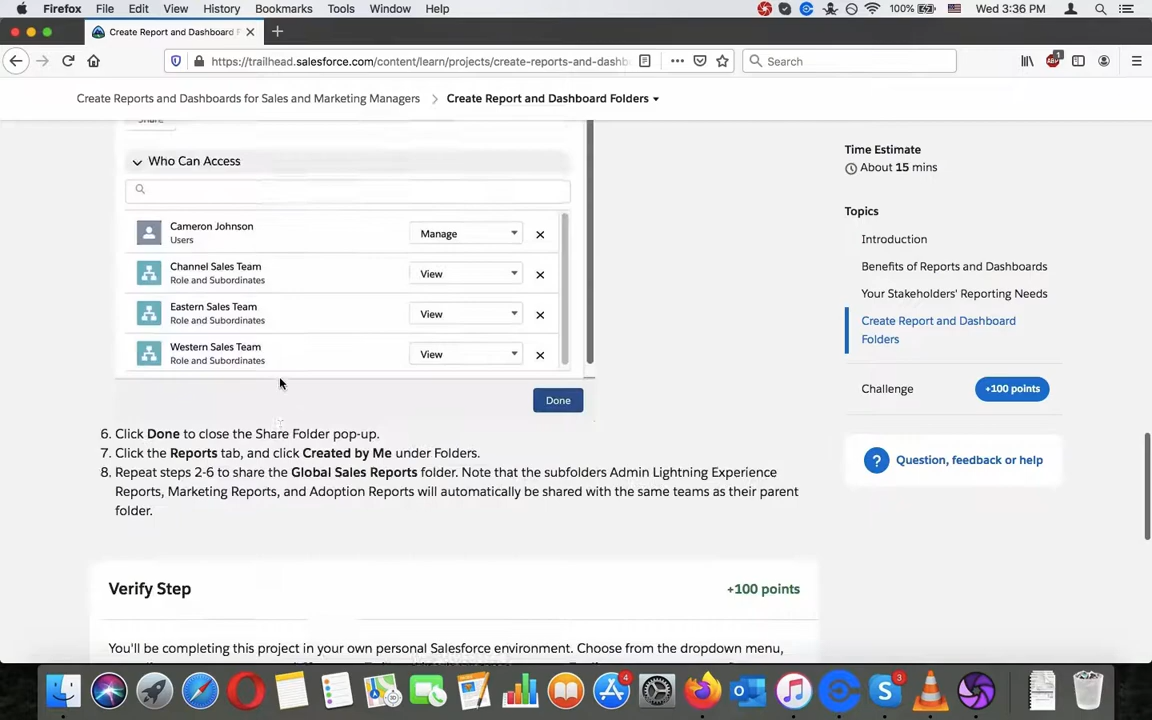 Firefox File Edit View History Bookmarks Tools Window Help 100% Wed 3:36 PM
Create Report and Dashboard F
https://trailhead.salesforce.com/content/learn/projects/create-reports-and-dashb Search 1
Create Reports and Dashboards for Sales and Marketing Managers Create Report and Dashboard Folders
Share
Who Can Access
Cameron Johnson
Users
Manage
Channel Sales Team
Role and Subordinates
View
Eastern Sales Team
Role and Subordinates
View
Western Sales Team
Role and Subordinates
View
Done
6. Click Done to close the Share Folder pop-up.
7. Click the Reports tab, and click Created by Me under Folders.
8. Repeat steps 2-6 to share the Global Sales Reports folder. Note that the subfolders Admin Lightning Experience
Reports, Marketing Reports, and Adoption Reports will automatically be shared with the same teams as their parent
folder.
Verify Step +100 points
You'll be completing this project in your own personal Salesforce environment. Choose from the dropdown menu,
Time Estimate
About 15 mins
Topics
Introduction
Benefits of Reports and Dashboards
Your Stakeholders' Reporting Needs
Create Report and Dashboard
Folders
Challenge +100 points
? Question, feedback or help
4
3